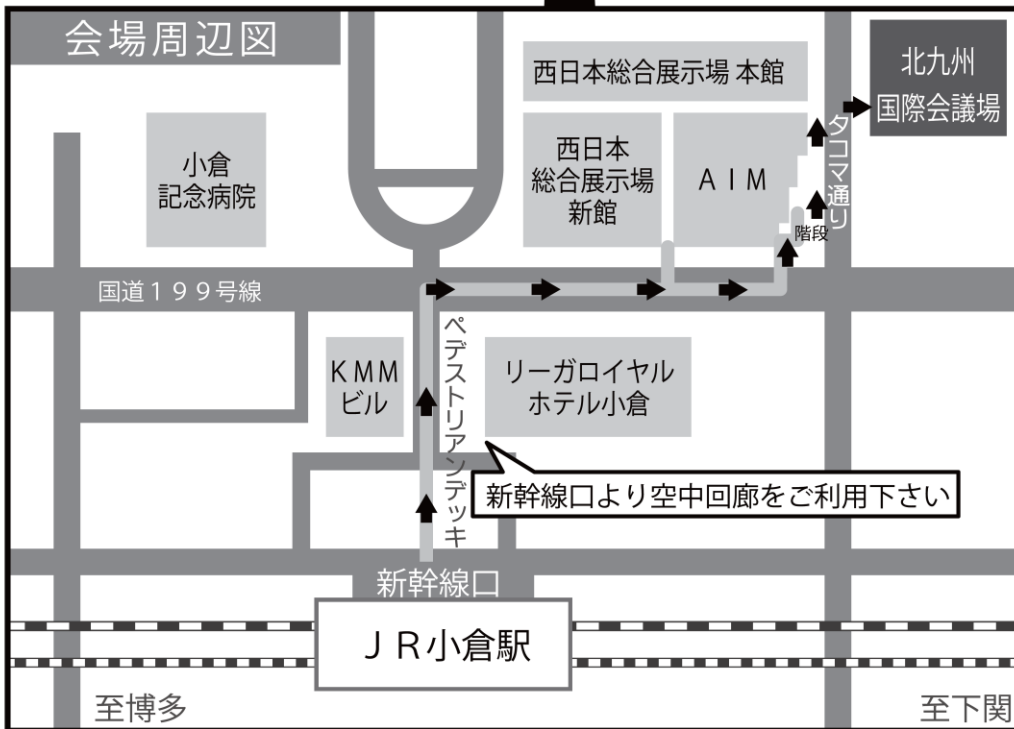 会場周辺図
西日本総合展示場 本館
北九州
国際会議場
小倉
記念病院
西日本
総合展示場
新館
ＡＩＭ
タコマ通り
階段
国道１９９号線
ペデストリアンデッキ
ＫＭＭ
ビル
リーガロイヤル
ホテル小倉
新幹線口より空中回廊をご利用下さい
新幹線口
ＪＲ小倉駅
至博多
至下関